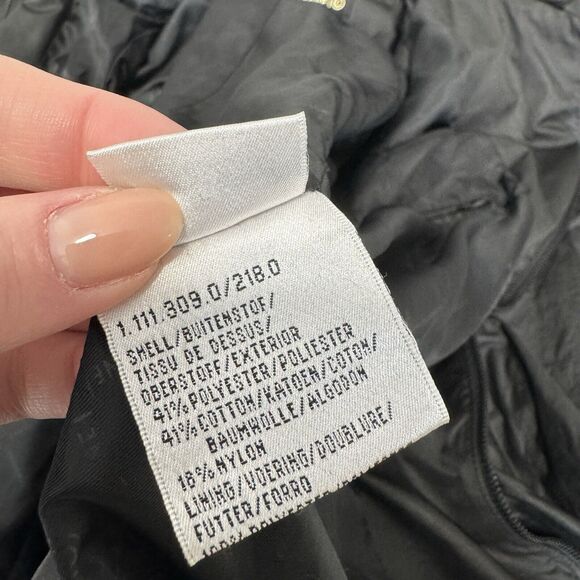 1.111.309.0/218.0
SHELL/BUITENSTOF/
TISSU DE DESSUS/
OBERSTOFF/EXTERIOR
41%POLYESTER/POLIESTER
41%COTTON/KATOEN/COTON/
BAUMWOLLE/ALGODON
18%NYLON
LINING/VOERING/DOUBLURE/
FUTTER/FORRO